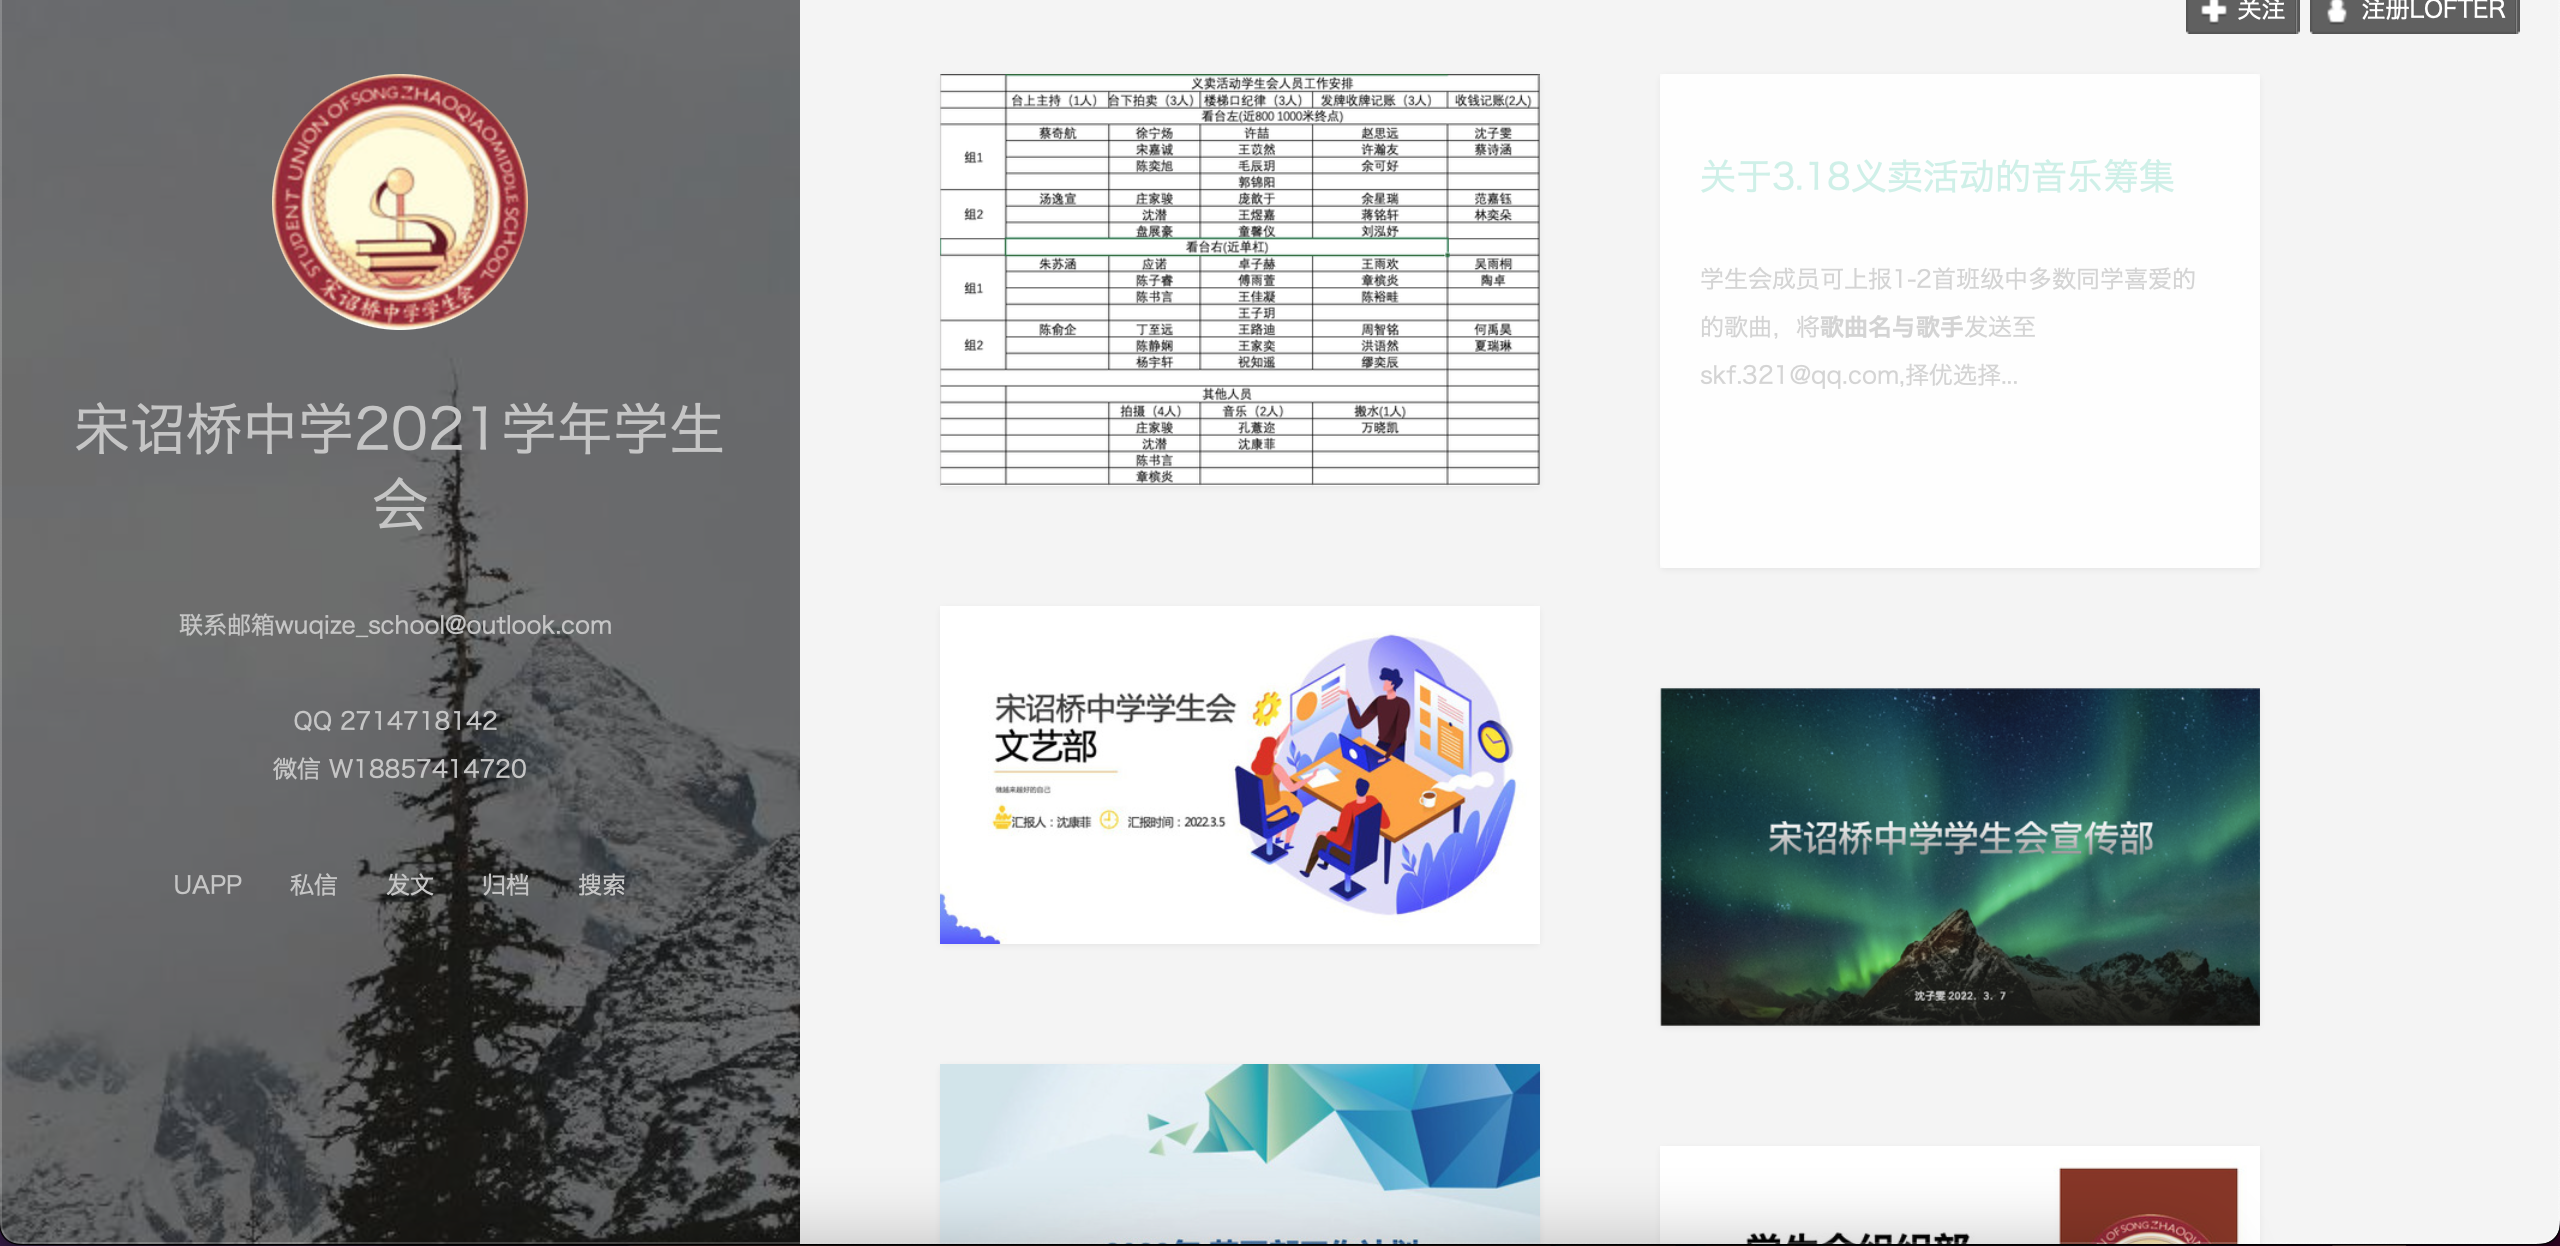 关注
注册LOFTER
STUDENT UNION OF SONG ZHAOQIAO MIDDLE SCHOOL
宋诏桥中学学生会
宋诏桥中学2021学年学生
会
联系邮箱wuqize_school@outlook.com
QQ 2714718142
微信 W18857414720
UAPP 私信 发文 归档 搜索
义卖活动学生会人员工作安排
台上主持（1人） 台下拍卖（3人） 楼梯口纪律（3人） 发牌收牌记账（3人） 收钱记账(2人)
看台左(近800 1000米终点)
组1
蔡奇航 徐宁炀 许喆 赵思远 沈子雯
宋嘉诚 王苡然 许瀚友 蔡诗涵
陈奕旭 毛辰玥 余可好
郭锦阳
组2
汤逸宣 庄家骏 庞歆于 余星瑞 范嘉钰
沈潜 王煜嘉 蒋铭轩 林奕朵
盘展豪 童馨仪 刘泓妤
看台右(近单杠)
组1
朱苏涵 应诺 卓子赫 王雨欢 吴雨桐
陈子睿 傅雨萱 章槟炎 陶卓
陈书言 王佳凝 陈裕畦
王子玥
组2
陈俞企 丁至远 王路迪 周智铭 何禹昊
陈静娴 王家奕 洪语然 夏瑞琳
杨宇轩 祝知遥 缪奕辰
其他人员
拍摄（4人） 音乐（2人） 搬水(1人)
庄家骏 孔薏迩 万晓凯
沈潜 沈康菲
陈书言
章槟炎
关于3.18义卖活动的音乐筹集
学生会成员可上报1-2首班级中多数同学喜爱的
的歌曲，将歌曲名与歌手发送至
skf.321@qq.com,择优选择...
宋诏桥中学学生会
文艺部
做越来越好的自己
汇报人：沈康菲 汇报时间：2022.3.5
宋诏桥中学学生会宣传部
沈子雯 2022．3．7
学生会组织部
OF SONG ZHAOQIAO